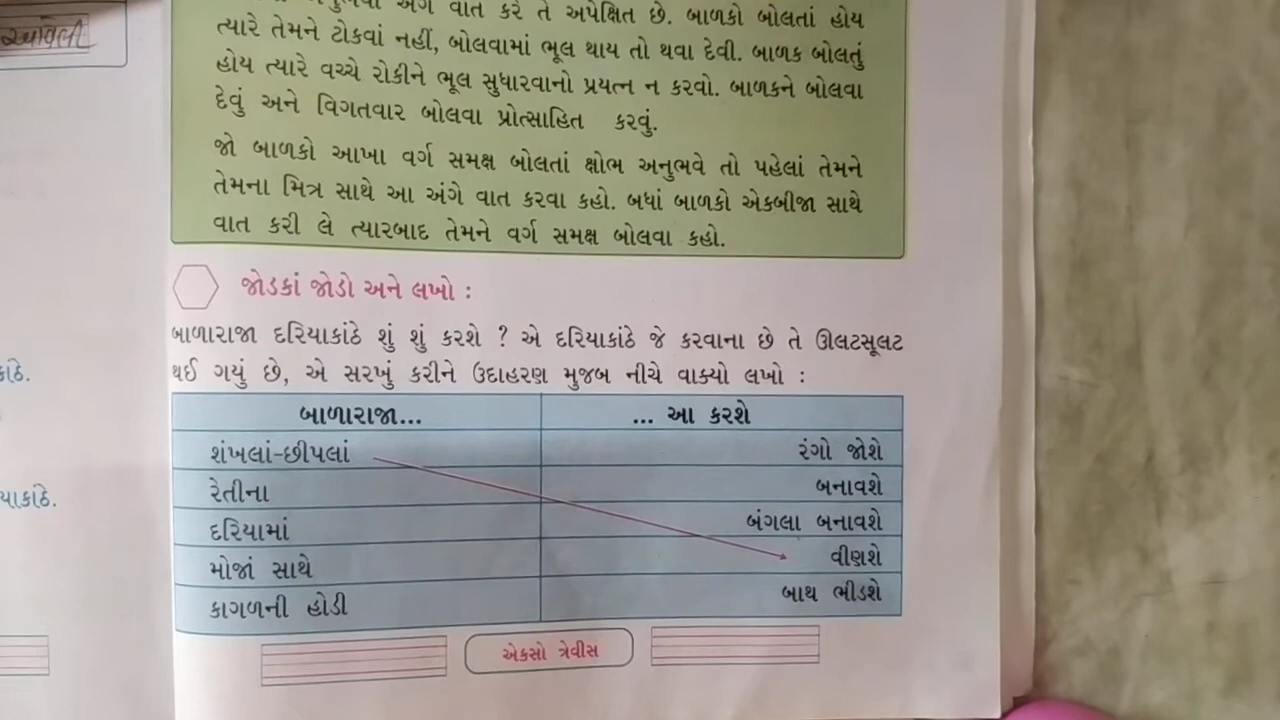 અંગે વાત કરે તે અપેક્ષિત છે. બાળકો બોલતાં હોય
ત્યારે તેમને ટોકવાં નહીં, બોલવામાં ભૂલ થાય તો થવા દેવી. બાળક બોલતું
હોય ત્યારે વચ્ચે રોકીને ભૂલ સુધારવાનો પ્રયત્ન ન કરવો. બાળકને બોલવા
દેવું અને વિગતવાર બોલવા પ્રોત્સાહિત કરવું.
જો બાળકો આખા વર્ગ સમક્ષ બોલતાં ક્ષોભ અનુભવે તો પહેલાં તેમને
તેમના મિત્ર સાથે આ અંગે વાત કરવા કહો. બધાં બાળકો એકબીજા સાથે
વાત કરી લે ત્યારબાદ તેમને વર્ગ સમક્ષ બોલવા કહો.
જોડકાં જોડો અને લખો :
બાળારાજા દરિયાકાંઠે શું શું કરશે ? એ દરિયાકાંઠે જે કરવાના છે તે ઊલટસૂલટ
થઈ ગયું છે, એ સરખું કરીને ઉદાહરણ મુજબ નીચે વાક્યો લખો :
બાળારાજા... ... આ કરશે
શંખલાં-છીપલાં રંગો જોશે
રેતીના બનાવશે
દરિયામાં બંગલા બનાવશે
મોજાં સાથે વીણશે
કાગળની હોડી બાથ ભીડશે
એકસો ત્રેવીસ